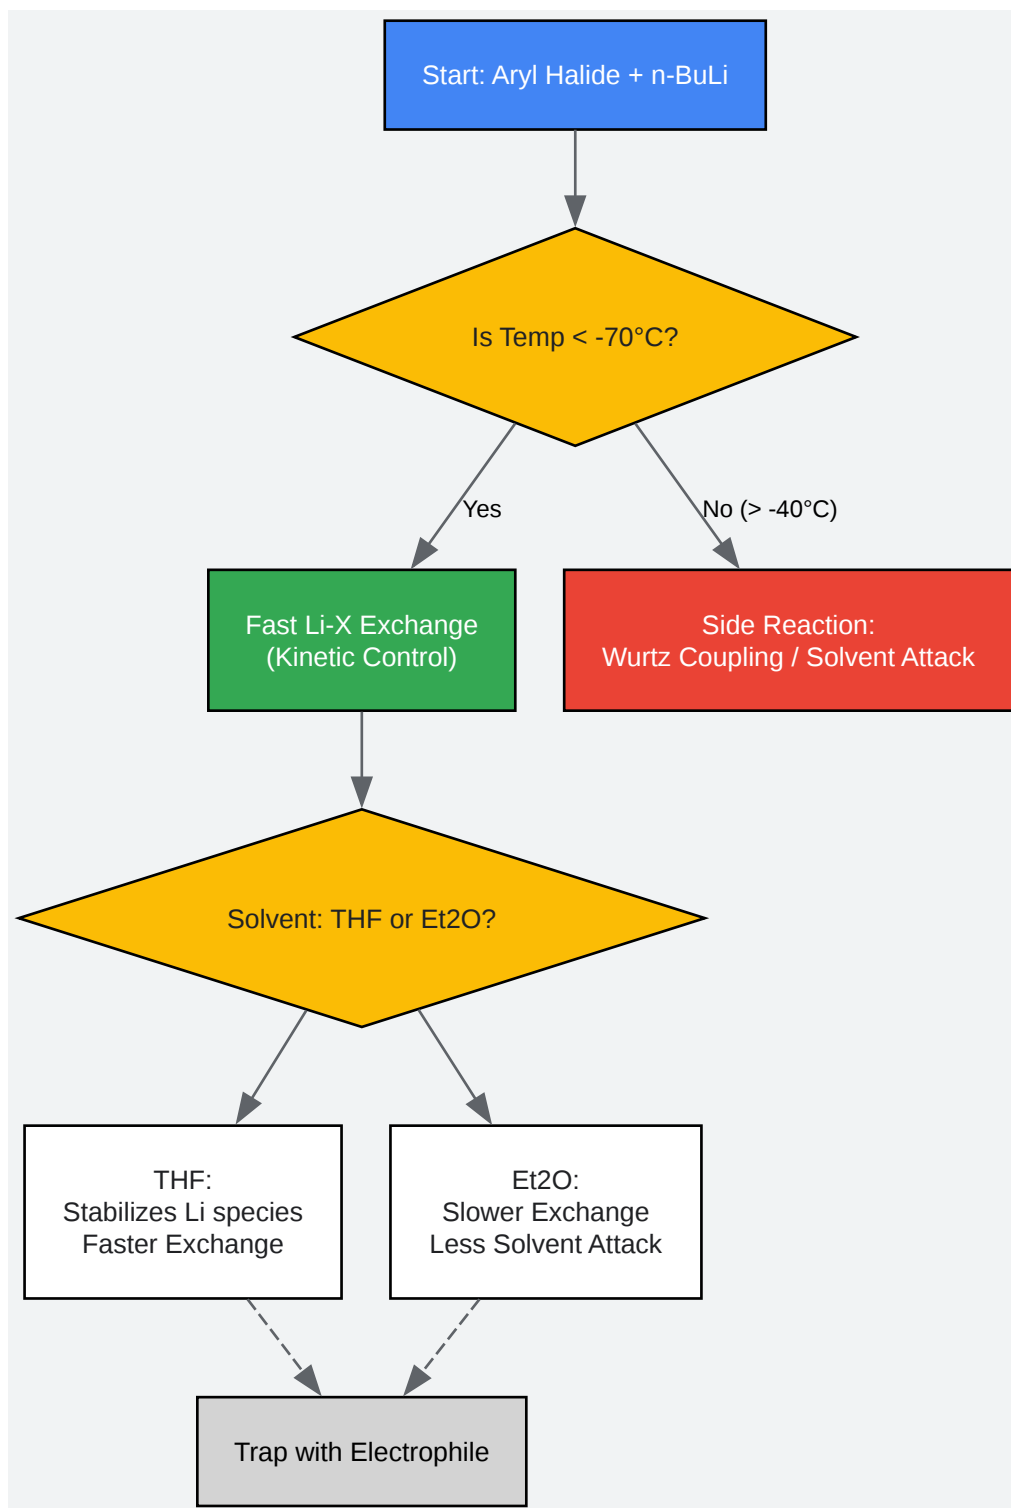 Start: Aryl Halide + n-BuLi
Is Temp < -70°C?
Yes
No (> -40°C)
Fast Li-X Exchange
(Kinetic Control)
Side Reaction:
Wurtz Coupling / Solvent Attack
Solvent: THF or Et2O?
THF:
Stabilizes Li species
Faster Exchange
Et2O:
Slower Exchange
Less Solvent Attack
Trap with Electrophile